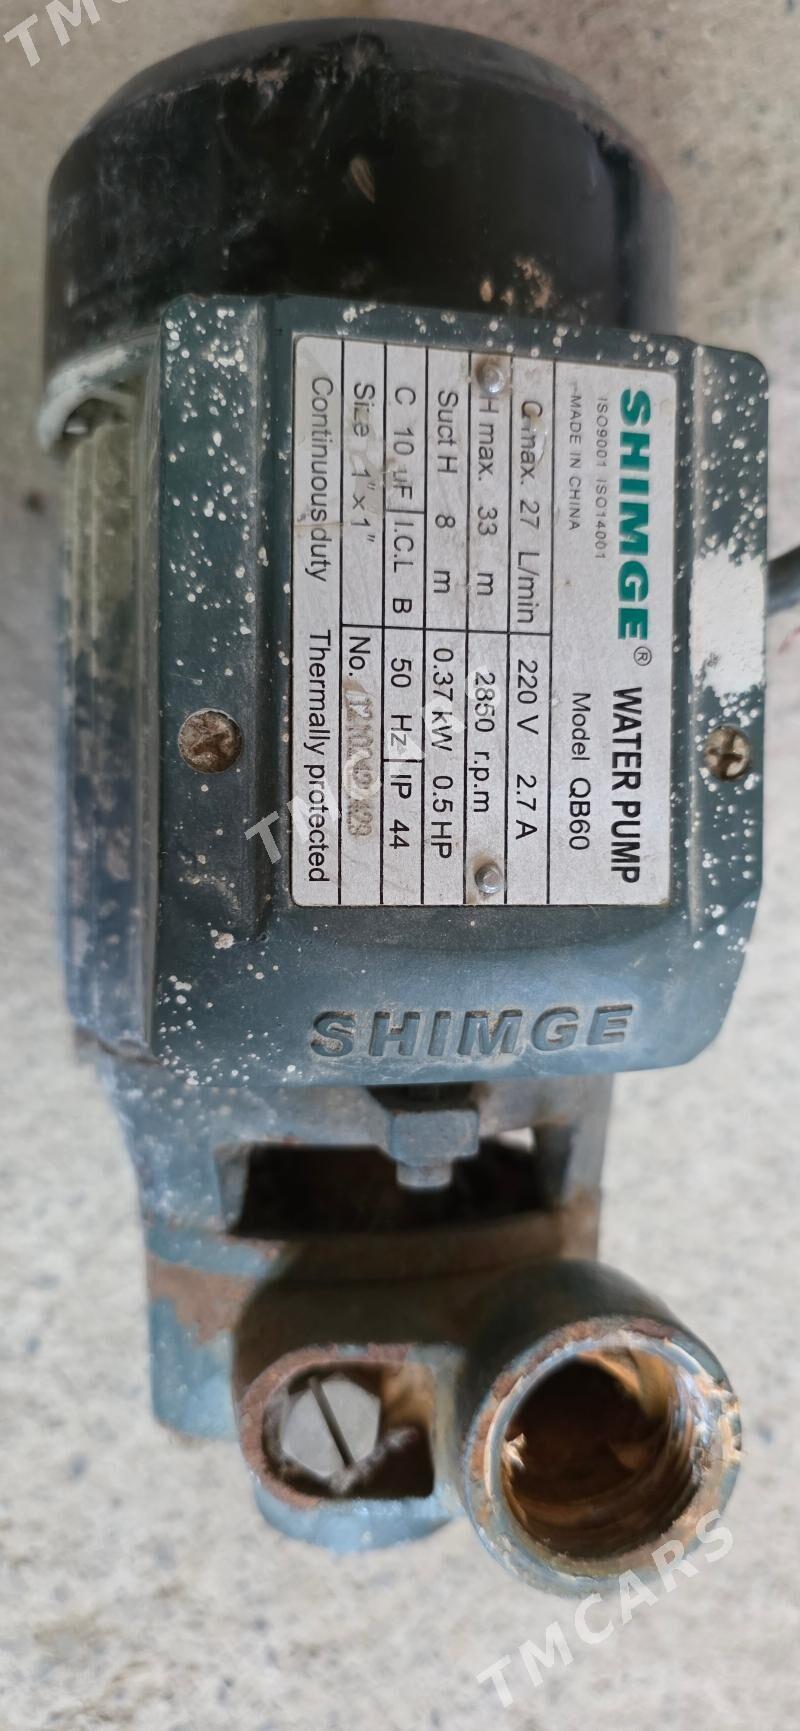 SHIMGE® WATER PUMP
ISO9001 ISO14001
MADE IN CHINA Model QB60
Q max. 27 L/min 220 V 2.7 A
H max. 33 m 2850 r.p.m
Suct H 8 m 0.37 kW 0.5 HP
C 10 uF I.C.L B 50 Hz IP 44
Size 1" x 1" No.
Continuous duty Thermally protected
SHIMGE
TMCARS
TMCARS